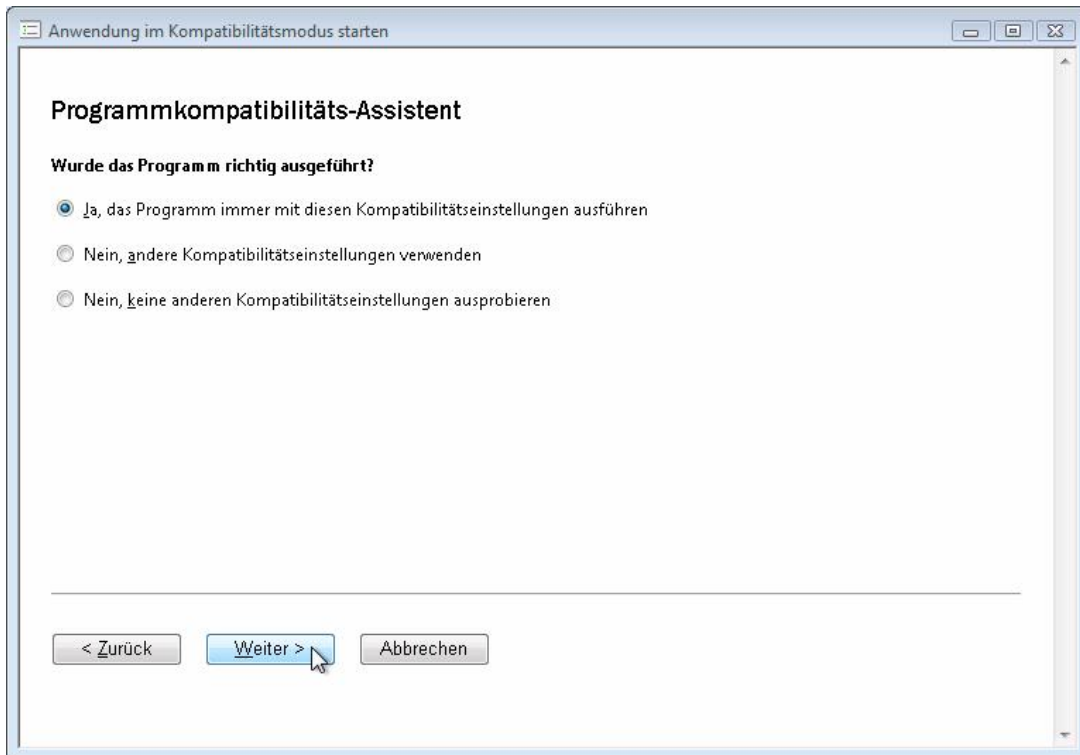 Anwendung im Kompatibilitätsmodus starten
Programmkompatibilitäts-Assistent
Wurde das Programm richtig ausgeführt?
Ja, das Programm immer mit diesen Kompatibilitätseinstellungen ausführen
Nein, andere Kompatibilitätseinstellungen verwenden
Nein, keine anderen Kompatibilitätseinstellungen ausprobieren
< Zurück
Weiter >
Abbrechen